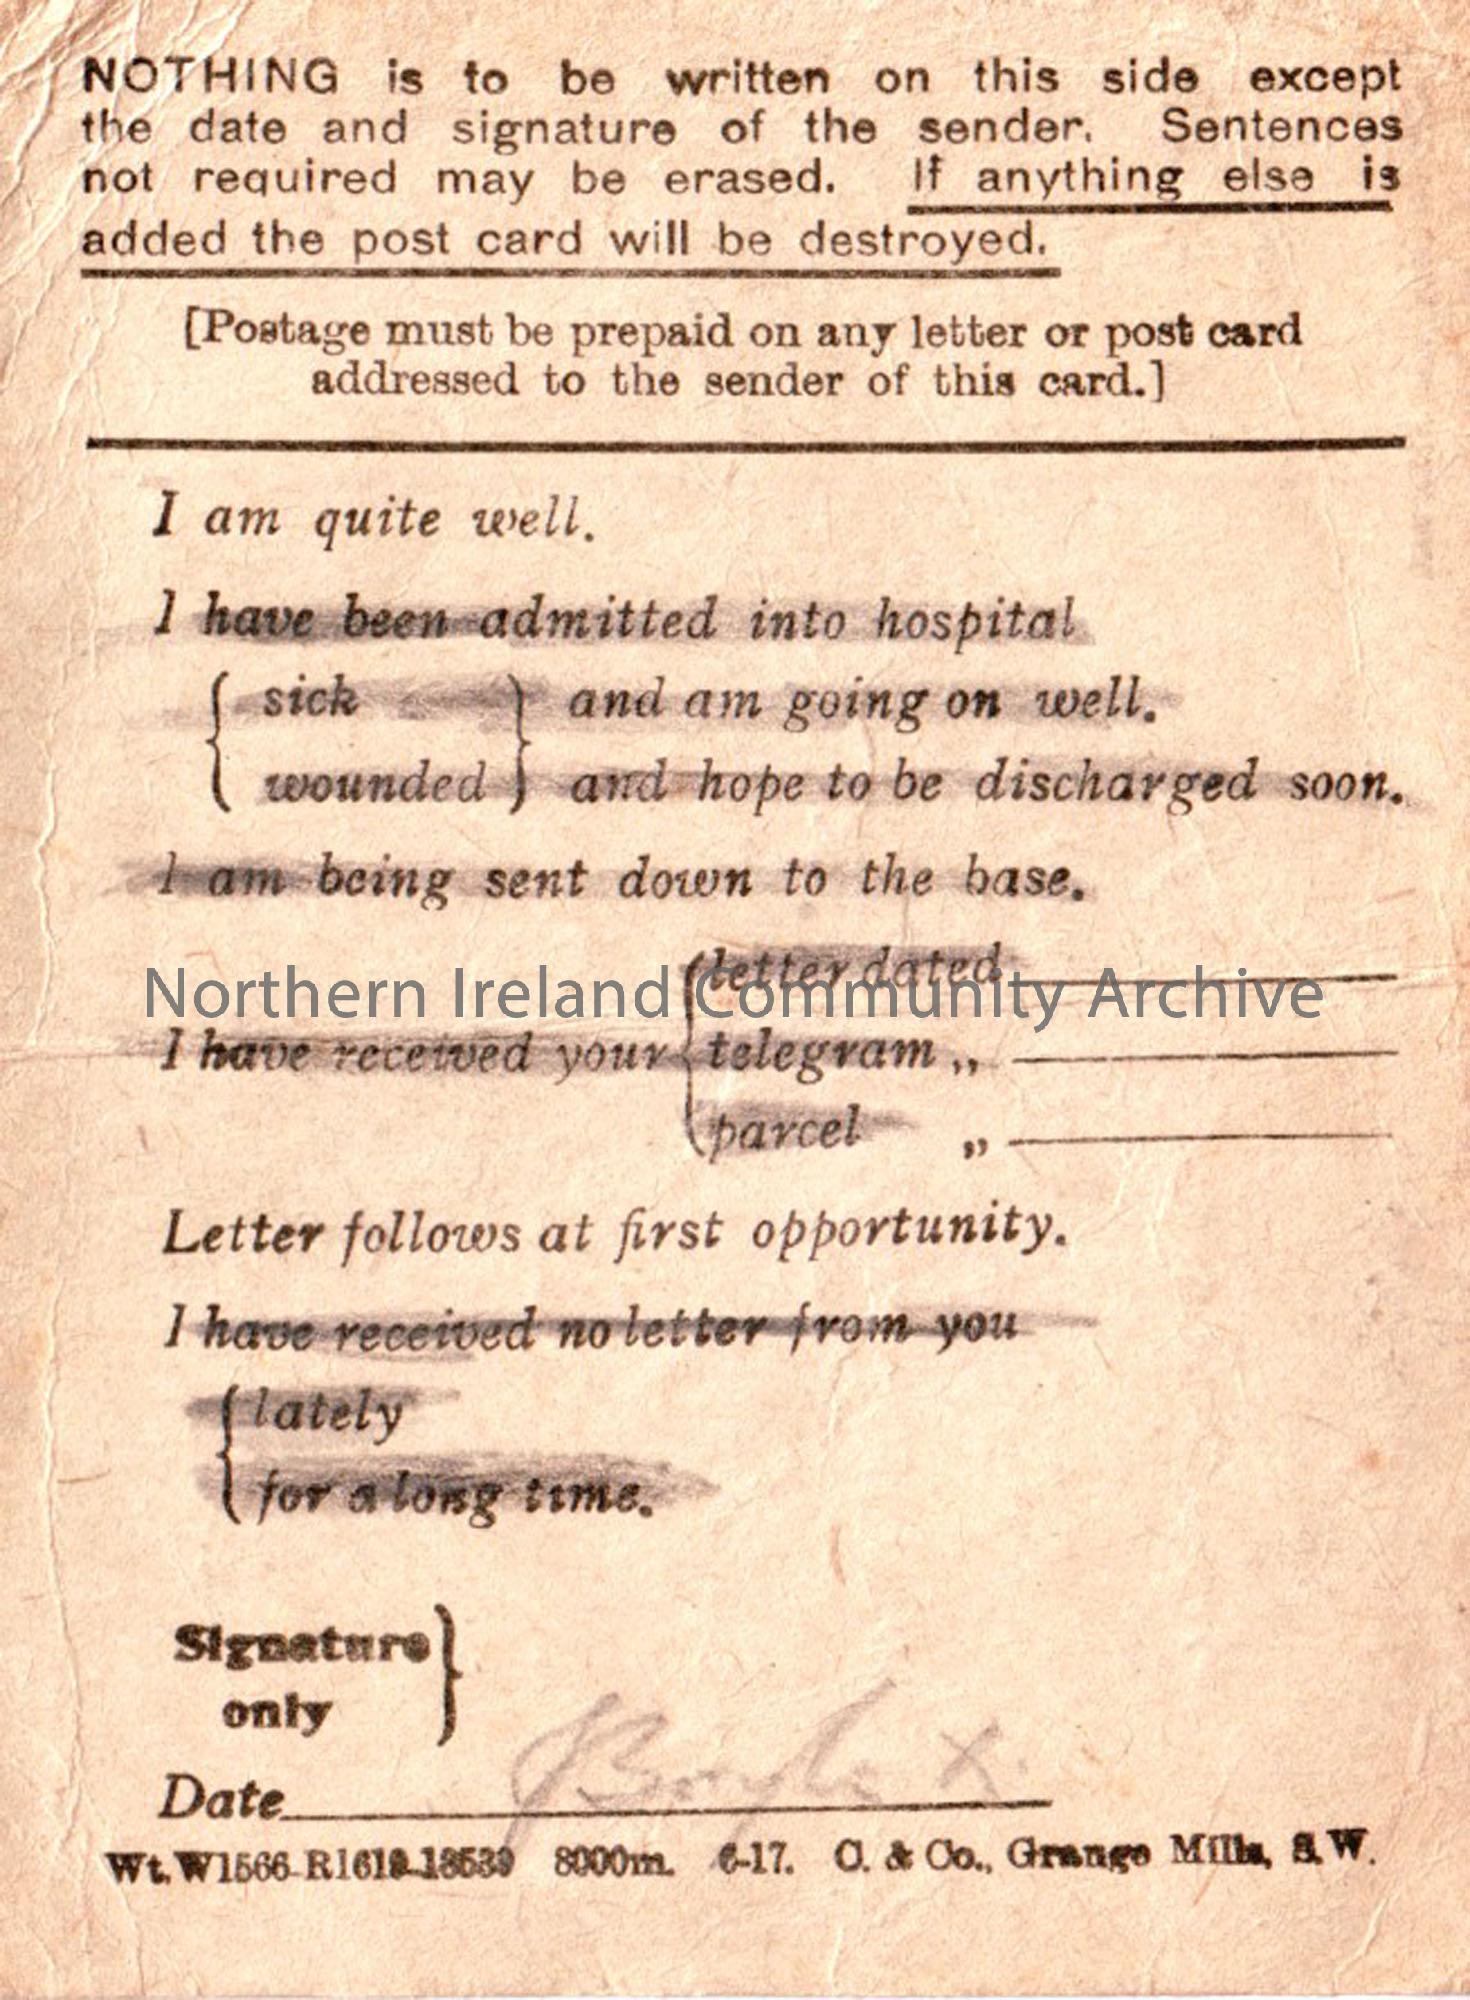 NOTHING is to be written on this side except
the date and signature of the sender. Sentences
not required may be erased. If anything else is
added the post card will be destroyed.
[Postage must be prepaid on any letter or post card
addressed to the sender of this card.]
I am quite well.
I have been admitted into hospital
{ sick } and am going on well.
{ wounded } and hope to be discharged soon.
I am being sent down to the base.
{ letter dated
Northern Ireland Community Archive
I have received your { telegram ,,
{ parcel ,,
Letter follows at first opportunity.
I have received no letter from you
{ lately
{ for a long time.
Signature
only }
Date
Wt. W1566-R1619-18539 8000m. 6-17. C. & Co., Grange Mills, S.W.